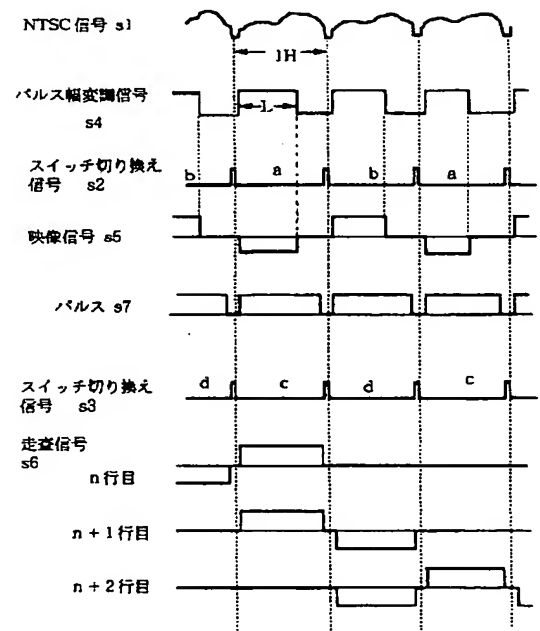 NTSC信号 s1
1H
パルス幅変調信号
s4
L
スイッチ切り換え
信号 s2
b a b a
映像信号 s5
パルス s7
スイッチ切り換え
信号 s3
d c d c
走査信号
s6
n行目
n + 1行目
n + 2行目